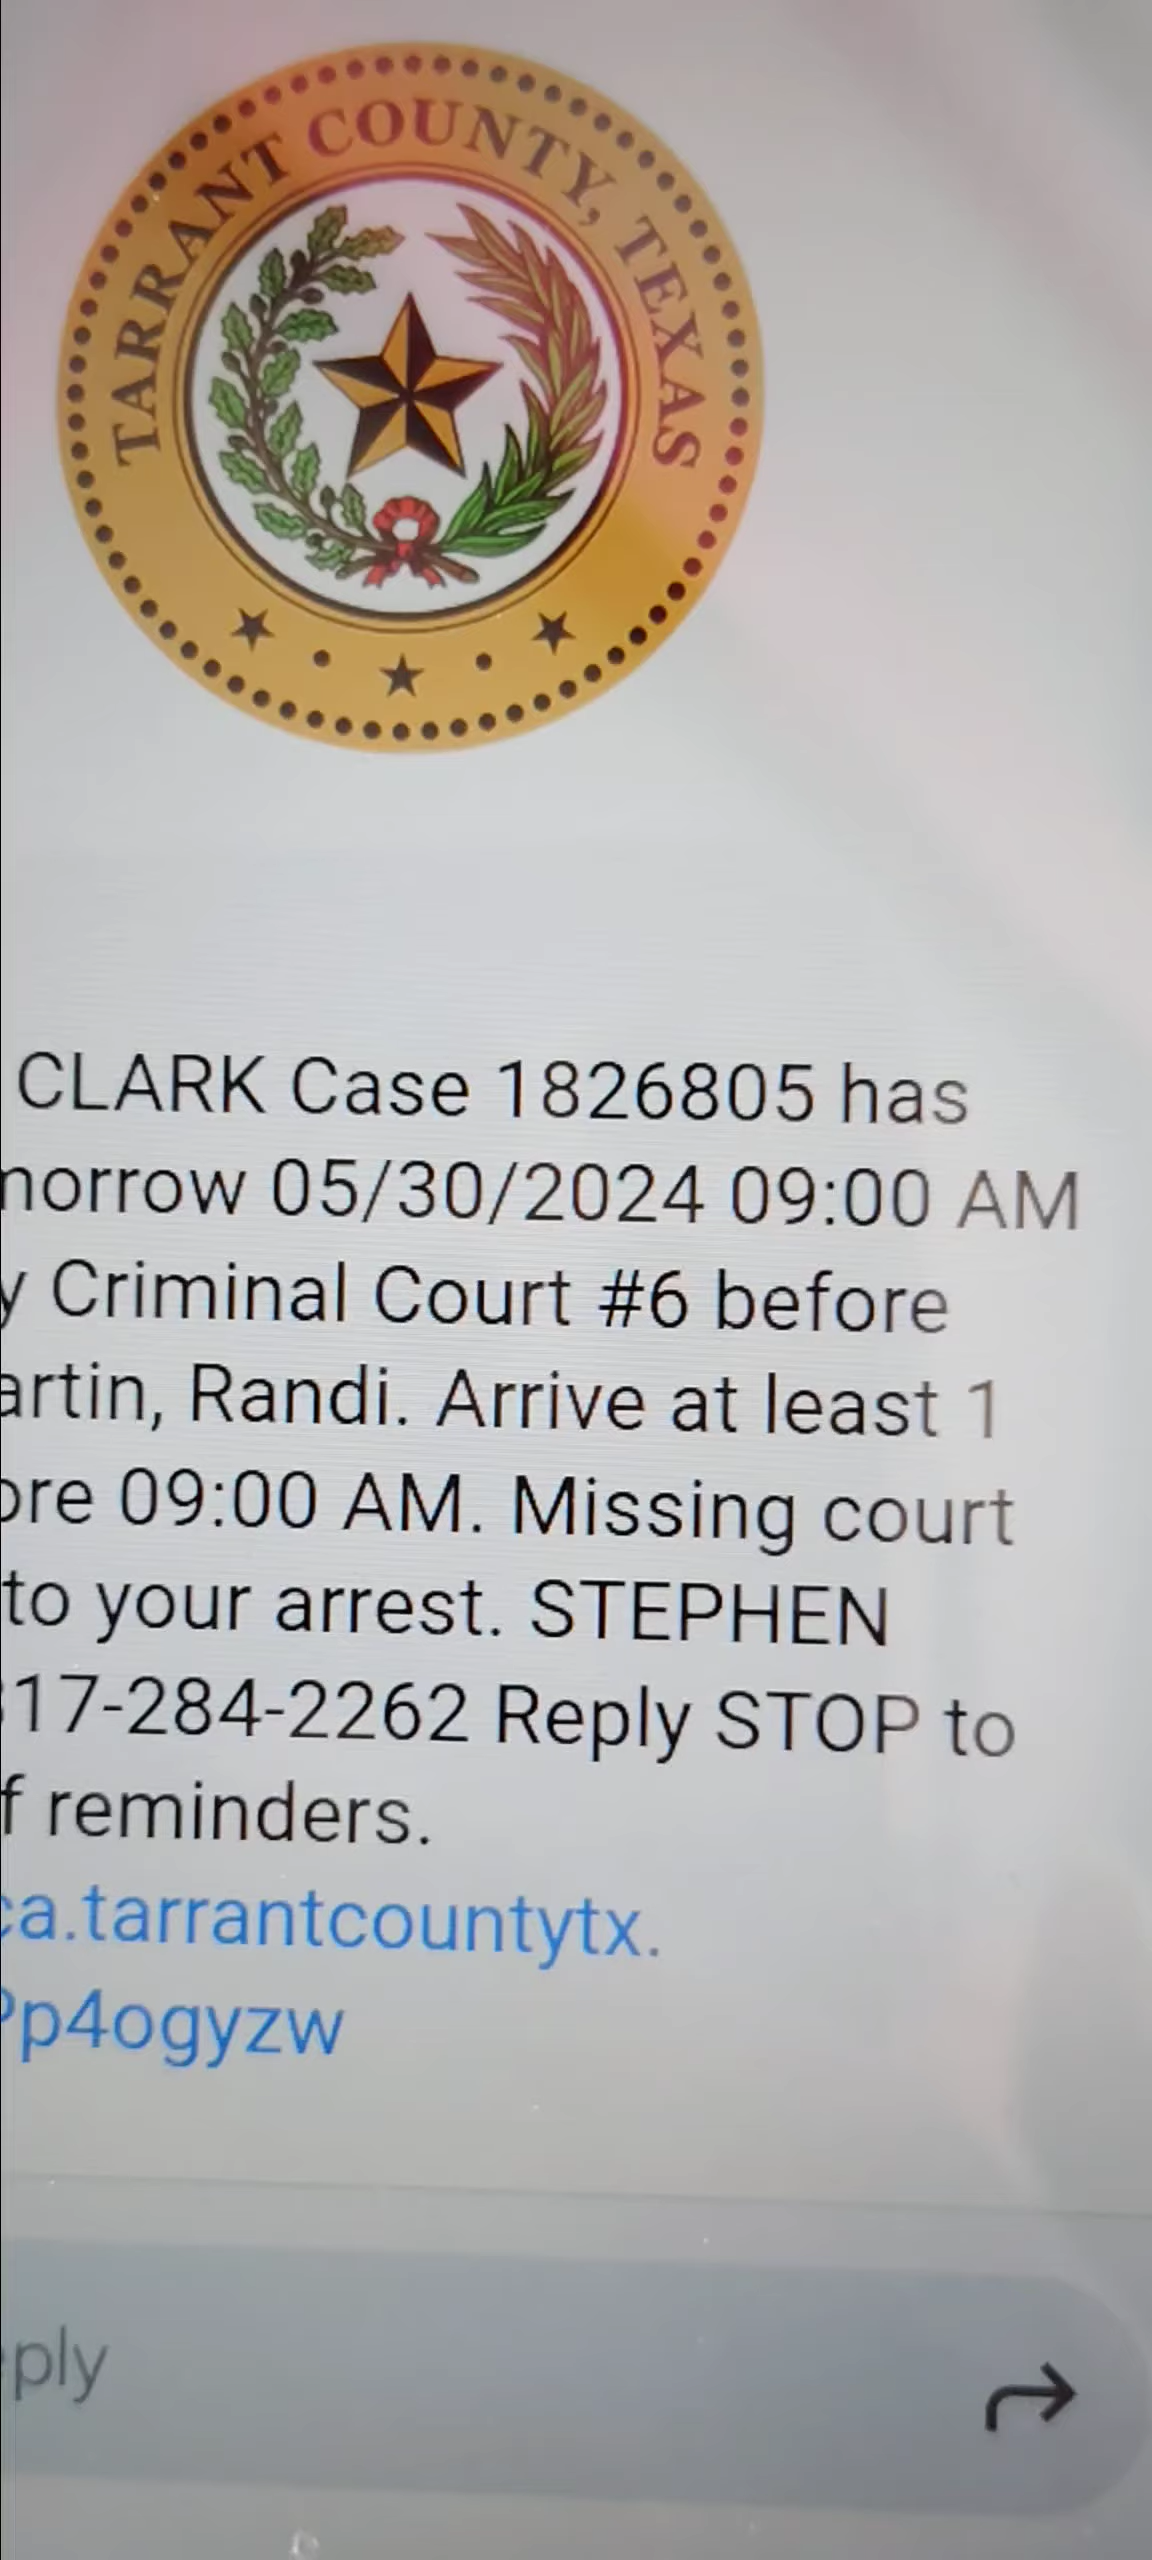 TARRANT COUNTY, TEXAS
CLARK Case 1826805 has
morrow 05/30/2024 09:00 AM
y Criminal Court #6 before
artin, Randi. Arrive at least 1
ore 09:00 AM. Missing court
to your arrest. STEPHEN
17-284-2262 Reply STOP to
f reminders.
ca.tarrantcountytx.
p4ogyzw
ply